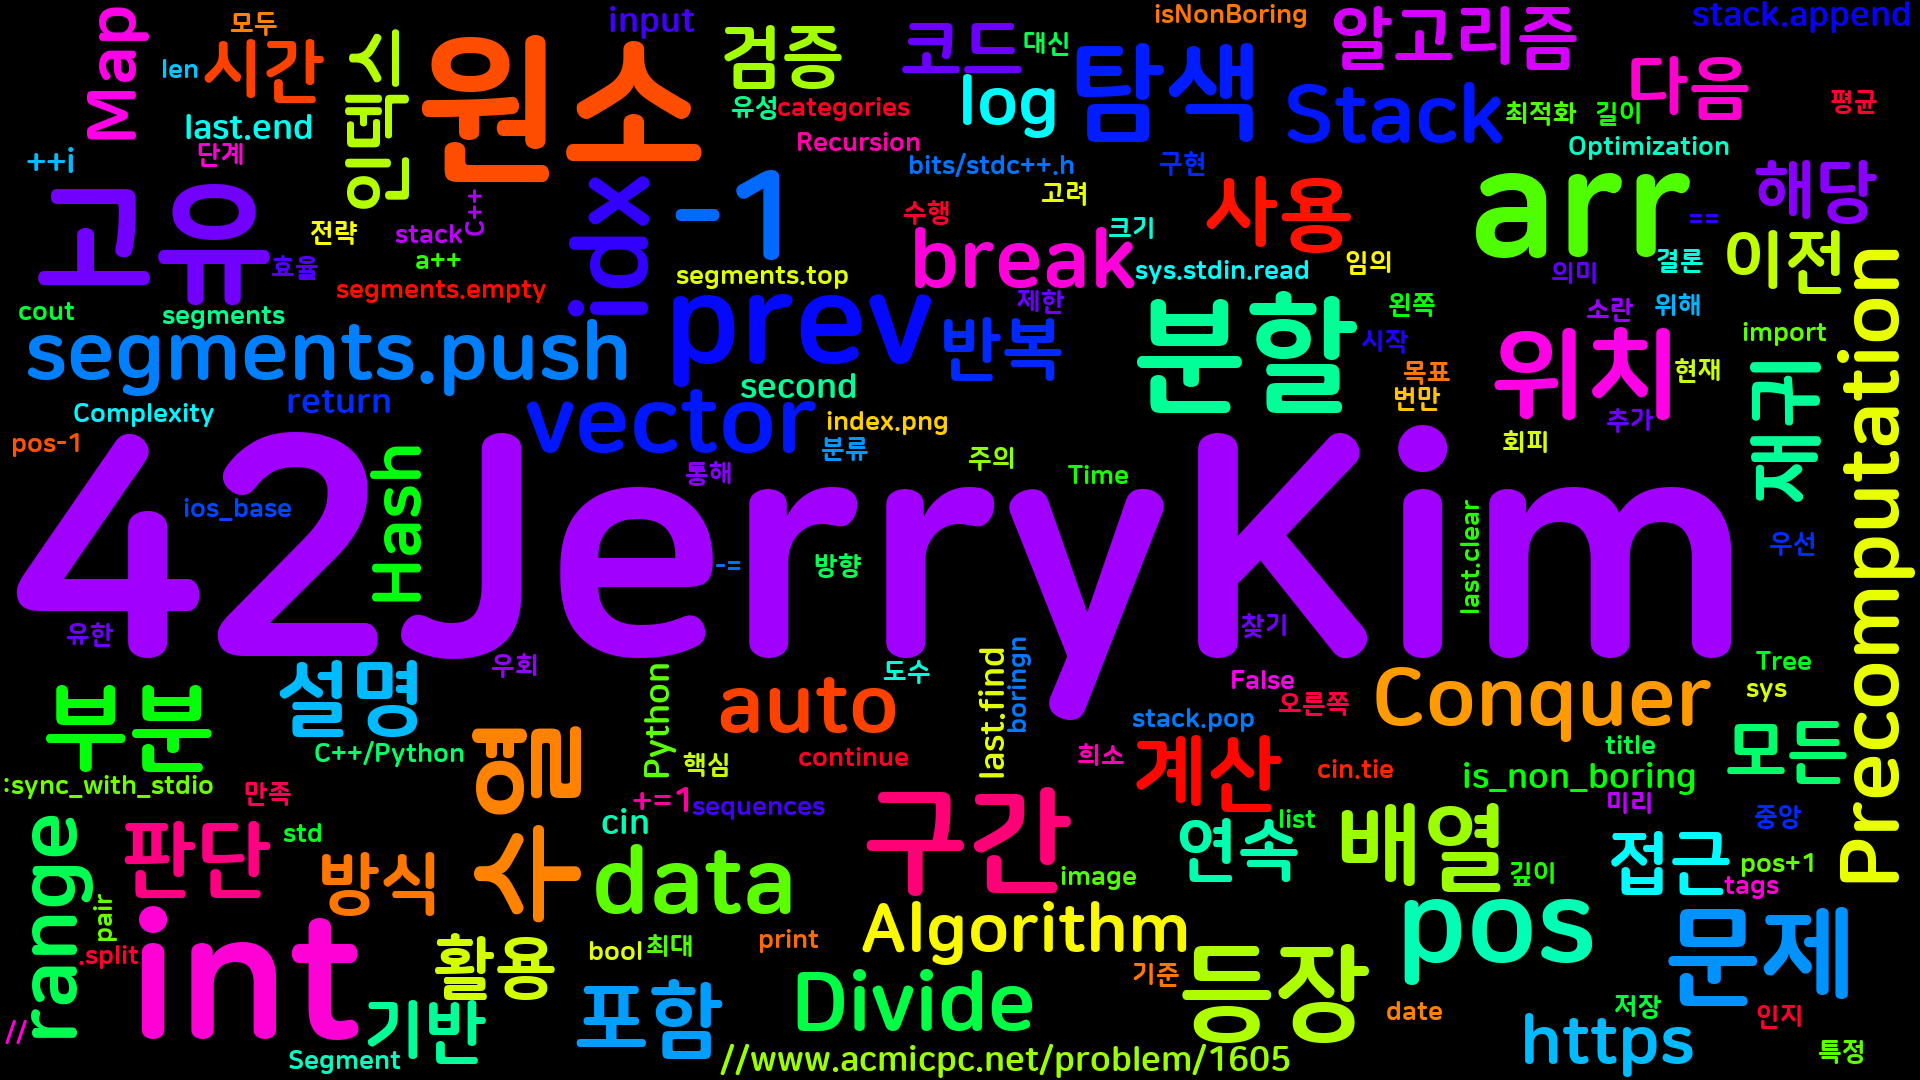 Map
모두
input
isNonBoring
알고리즘
stack.append
len
시간
인덱스
원소
검증
코드
대신
탐색
다음
유성
categories
log
Stack
최적화
길이
평균
last.end
Recursion
Optimization
++i
단계
bits/stdc++.h
구현
고유
전략
stack
C++
a++
효율
idx
-1
고려
수행
크기
사용
arr
==
해당
결론
이전
segments.top
break
sys.stdin.read
임의
의미
segments.empty
cout
segments
prev
제한
반복
분할
왼쪽
시작
소란
위해
위치
import
Precomputation
segments.push
second
목표
번만
현재
재귀
return
Complexity
vector
index.png
추가
pos-1
Hash
분류
주의
회피
통해
Time
42JerryKim
ios_base
last.clear
우선
-=
방향
유한
찾기
우회
설명
Python
도수
last.find
boringn
False
오른쪽
Conquer
Tree
sys
부분
auto
stack.pop
title
모든
C++/Python
사행
핵심
continue
희소
계산
cin.tie
is_non_boring
:sync_with_stdio
만족
+=1
sequences
미리
중앙
range
판단
std
cin
구간
연속
list
배열
접근
pos+1
방식
data
image
깊이
tags
pair
int
Algorithm
pos
문제
.split
활용
bool
최대
print
등장
기준
//
기반
포함
Divide
date
저장
인지
https
Segment
//www.acmicpc.net/problem/1605
특정